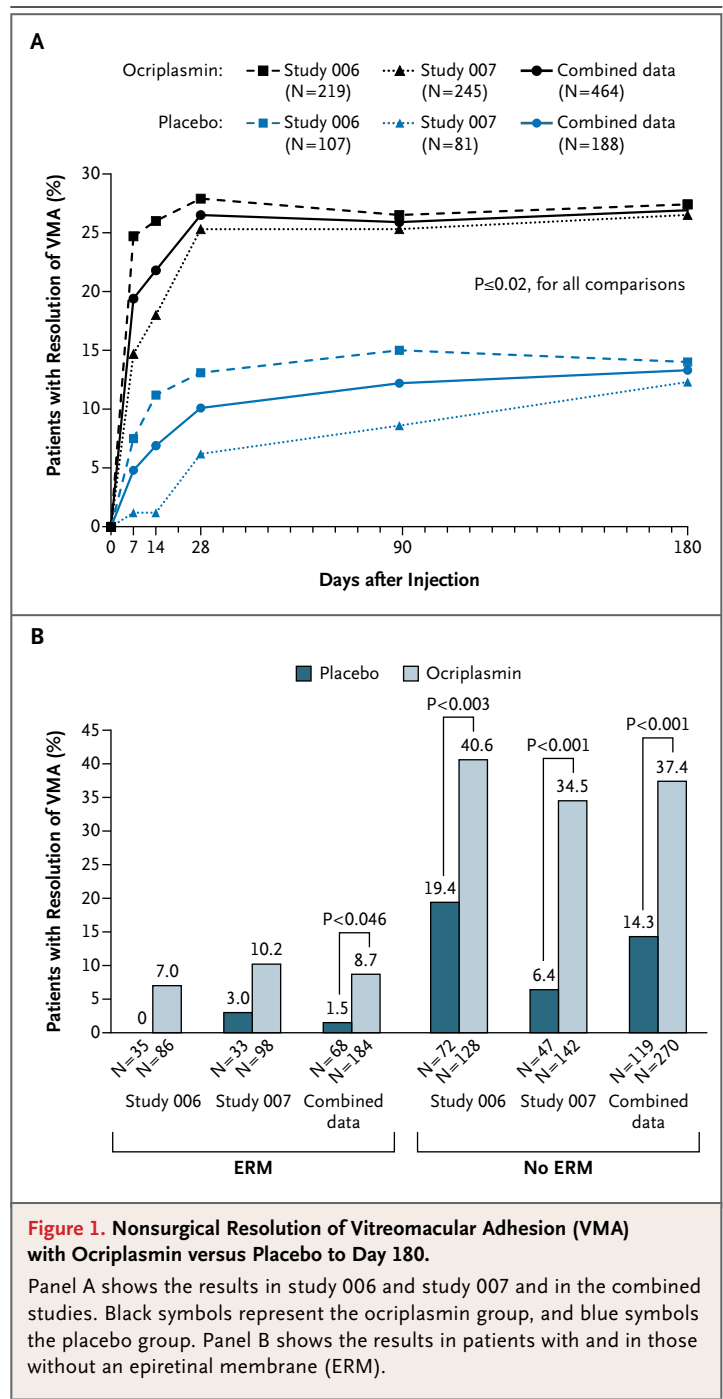 A
Ocriplasmin: Study 006 Study 007 Combined data
(N=219) (N=245) (N=464)
Placebo: Study 006 Study 007 Combined data
(N=107) (N=81) (N=188)
Patients with Resolution of VMA (%)
30
25
20
15
10
5
0
P≤0.02, for all comparisons
0 7 14 28 90 180
Days after Injection
B
Placebo Ocriplasmin
Patients with Resolution of VMA (%)
45
40
35
30
25
20
15
10
5
0
0 7.0 3.0 10.2 1.5 8.7 19.4 40.6 6.4 34.5 14.3 37.4
P<0.046 P<0.003 P<0.001 P<0.001
N=35 N=86 N=33 N=98 N=68 N=184 N=72 N=128 N=47 N=142 N=119 N=270
Study 006 Study 007 Combined data Study 006 Study 007 Combined data
ERM No ERM
Figure 1. Nonsurgical Resolution of Vitreomacular Adhesion (VMA)
with Ocriplasmin versus Placebo to Day 180.
Panel A shows the results in study 006 and study 007 and in the combined
studies. Black symbols represent the ocriplasmin group, and blue symbols
the placebo group. Panel B shows the results in patients with and in those
without an epiretinal membrane (ERM).